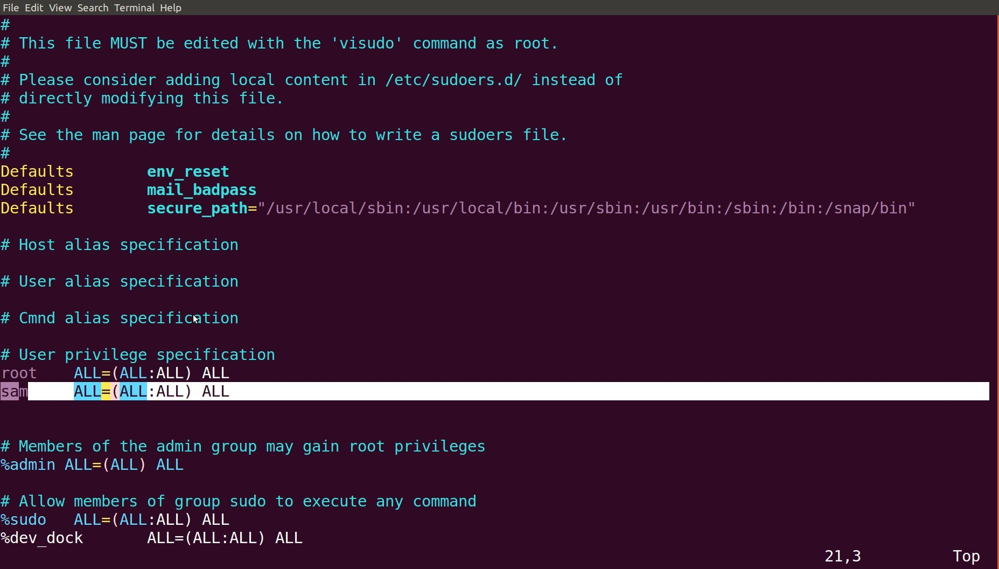 File Edit View Search Terminal Help
#
# This file MUST be edited with the 'visudo' command as root.
#
# Please consider adding local content in /etc/sudoers.d/ instead of
# directly modifying this file.
#
# See the man page for details on how to write a sudoers file.
#
Defaults        env_reset
Defaults        mail_badpass
Defaults        secure_path="/usr/local/sbin:/usr/local/bin:/usr/sbin:/usr/bin:/sbin:/bin:/snap/bin"
# Host alias specification
# User alias specification
# Cmnd alias specification
# User privilege specification
root    ALL=(ALL:ALL) ALL
sam     ALL=(ALL:ALL) ALL
# Members of the admin group may gain root privileges
%admin ALL=(ALL) ALL
# Allow members of group sudo to execute any command
%sudo   ALL=(ALL:ALL) ALL
%dev_dock       ALL=(ALL:ALL) ALL
21,3          Top